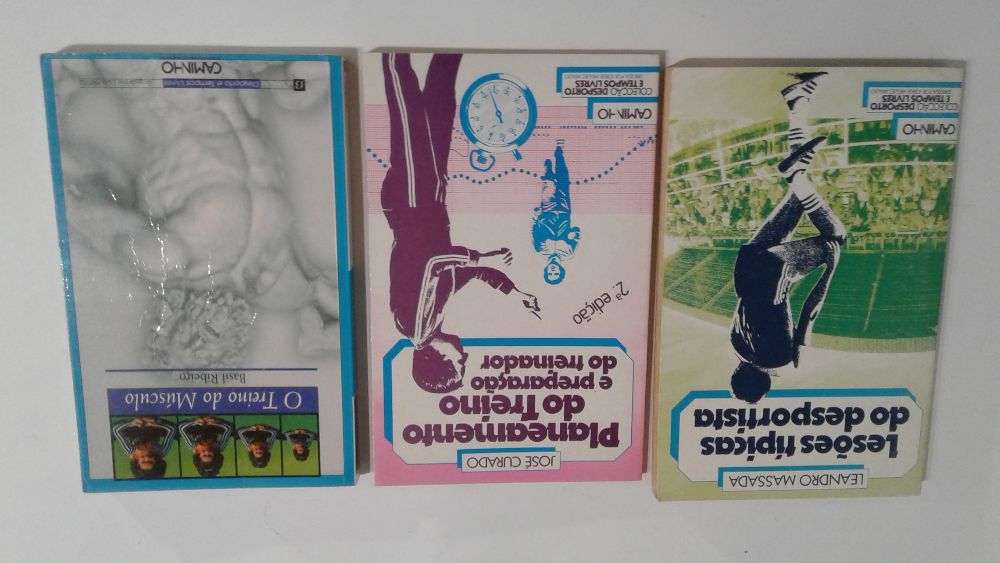 LEANDRO MASSADA
Lesões típicas
do desportista
CAMINHO
COLECÇÃO DESPORTO
E TEMPOS LIVRES
JOSÉ CURADO
Planeamento
do Treino
e preparação
do treinador
2.ª edição
CAMINHO
COLECÇÃO DESPORTO
E TEMPOS LIVRES
O Treino do Músculo
Basil Ribeiro
Desporto e Tempos Livres
CAMINHO